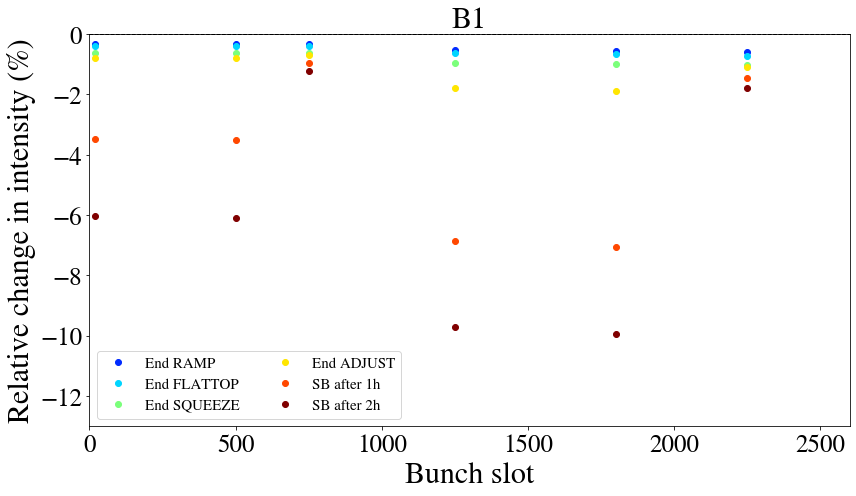 B1
Relative change in intensity (%)
0
−2
−4
−6
−8
−10
−12
End RAMP
End FLATTOP
End SQUEEZE
End ADJUST
SB after 1h
SB after 2h
0 500 1000 1500 2000 2500
Bunch slot